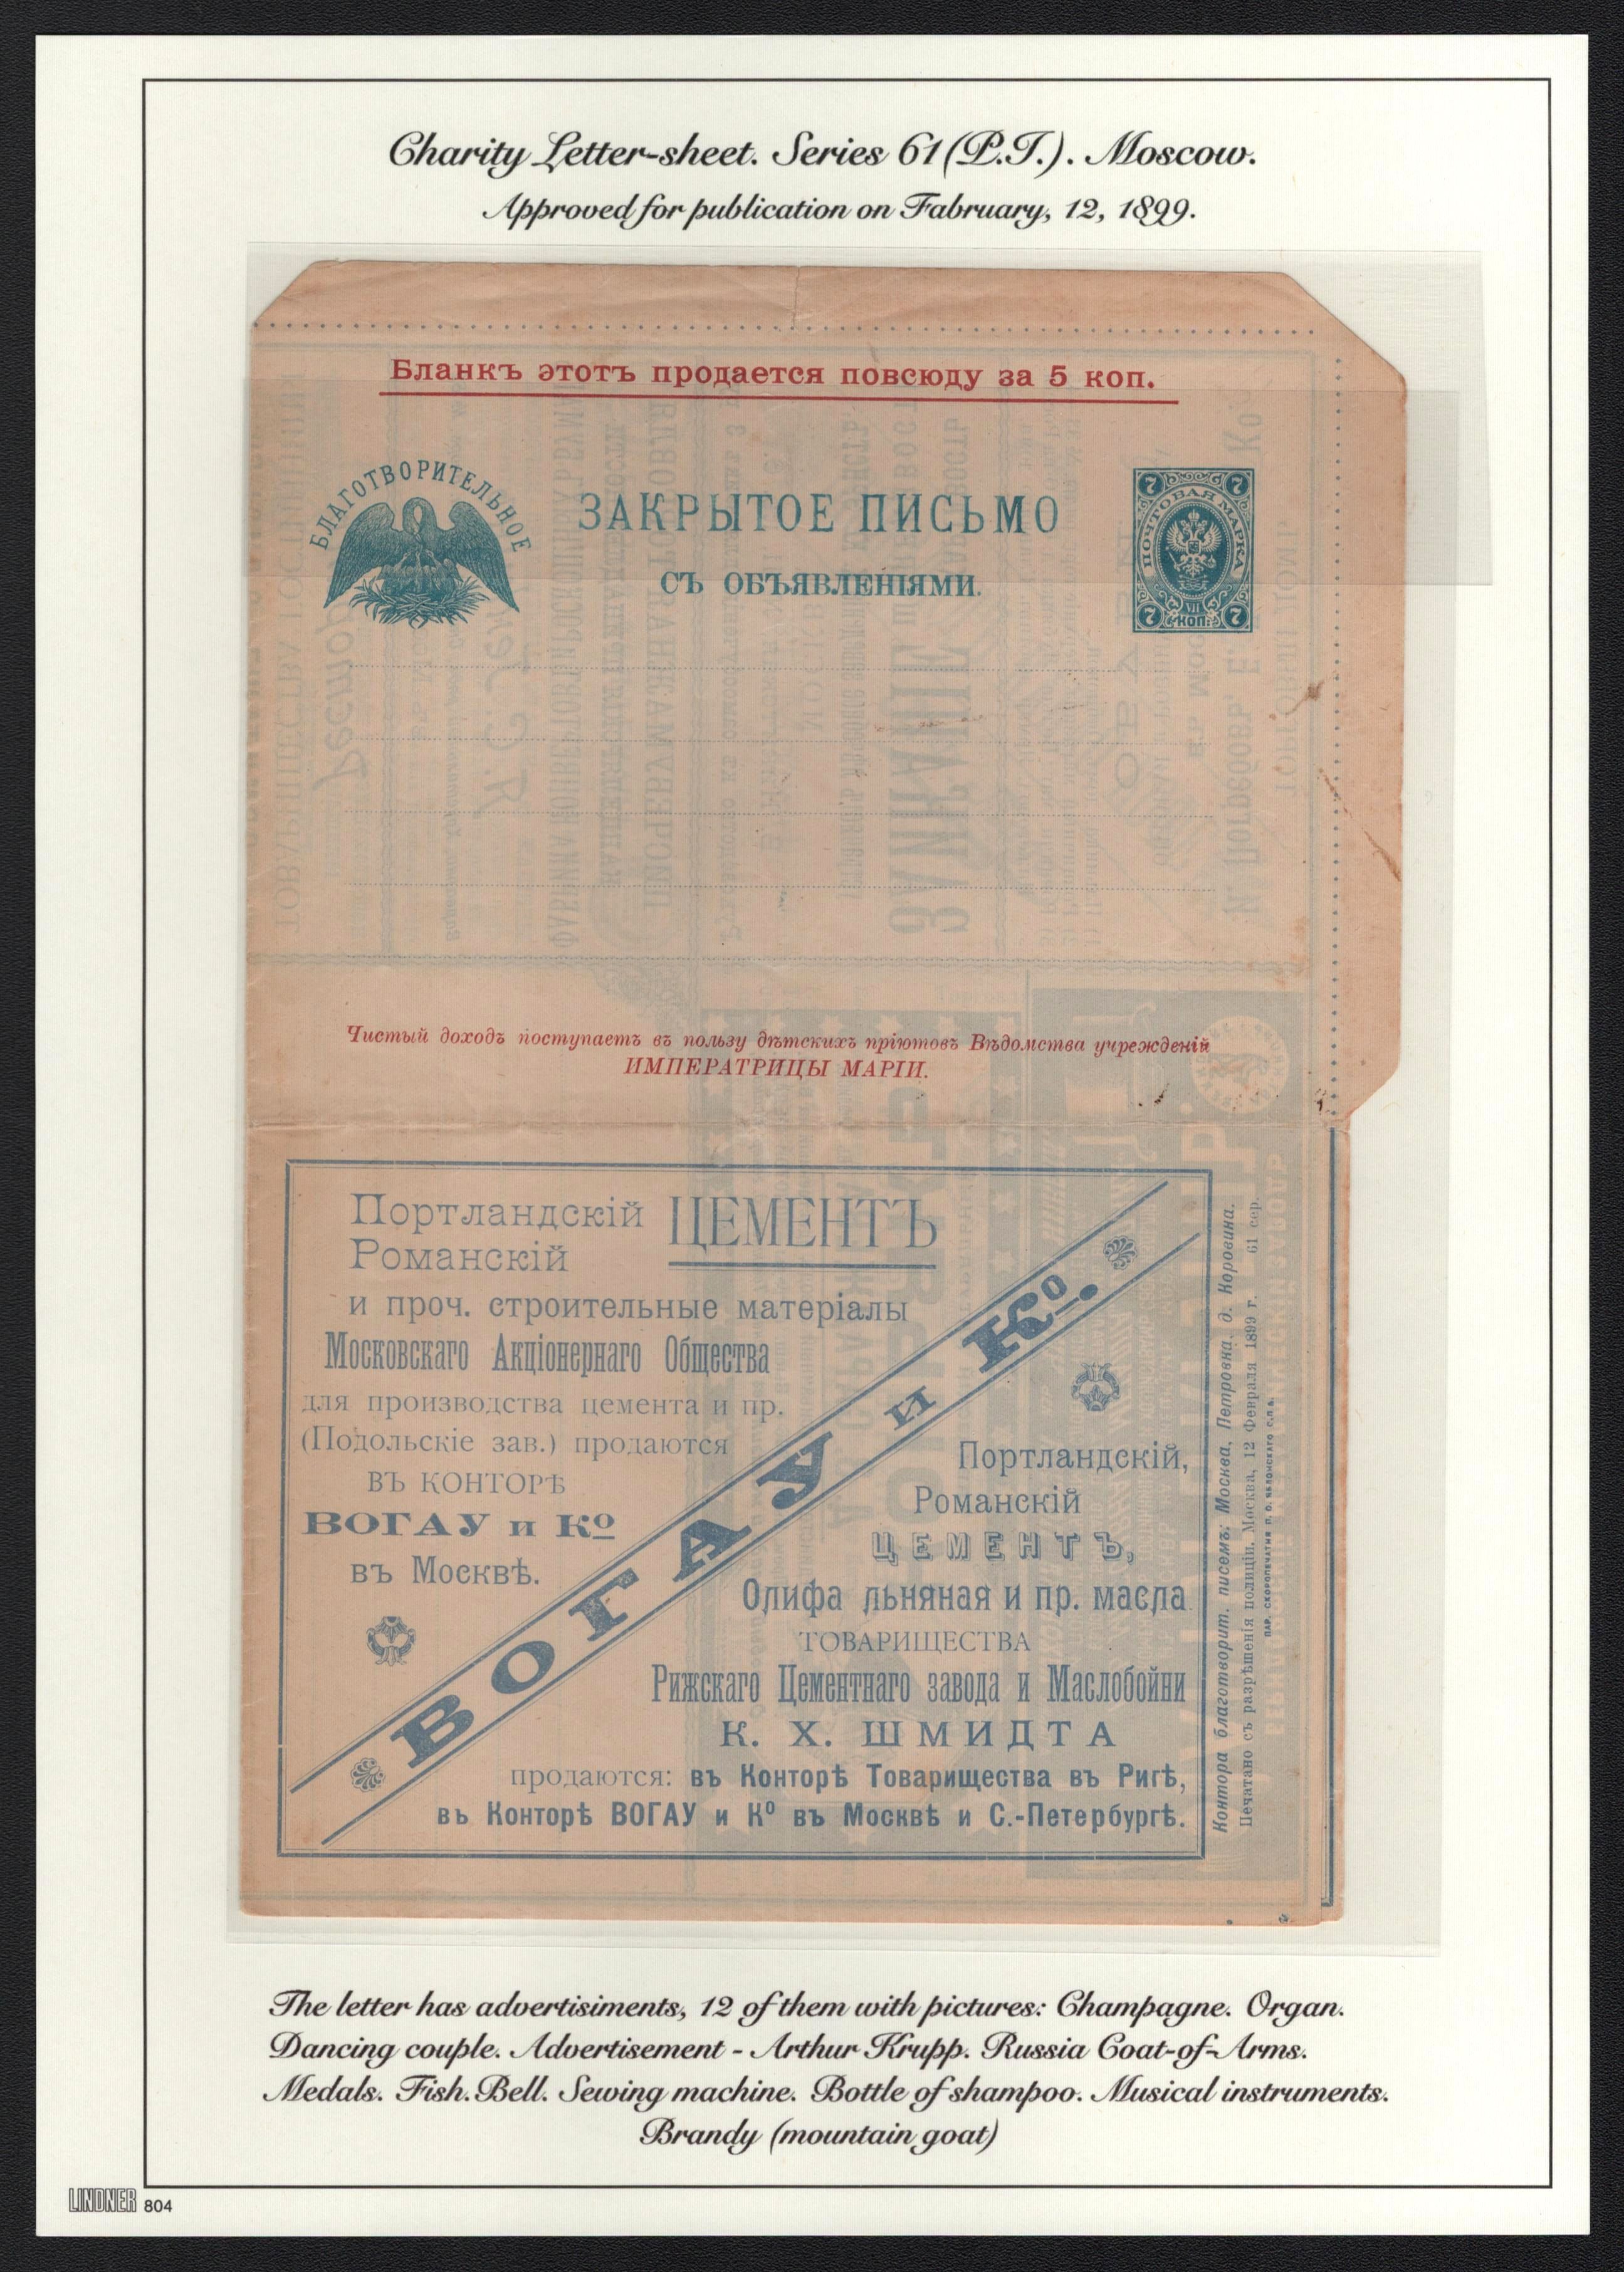 Charity Letter-sheet. Series 61 (P.T.). Moscow.
Approved for publication on Fabruary, 12, 1899.
Бланкъ этотъ продается повсюду за 5 коп.
БЛАГОТВОРИТЕЛЬНОЕ
ЗАКРЫТОЕ ПИСЬМО
СЪ ОБЪЯВЛЕНІЯМИ.
7 7
ПОЧТОВАЯ МАРКА
VII
7 КОП. 7
Чистый доходъ поступаетъ въ пользу дѣтскихъ пріютовъ Вѣдомства учрежденій
ИМПЕРАТРИЦЫ МАРІИ.
Портландскій ЦЕМЕНТЪ
Романскій
и проч. строительные матеріалы
Московскаго Акціонернаго Общества
для производства цемента и пр.
(Подольскіе зав.) продаются
ВЪ КОНТОРѢ
ВОГАУ и Ко
въ Москвѣ.
ВОГАУ и Ко.
Портландскій,
Романскій
ЦЕМЕНТЪ,
Олифа льняная и пр. масла
ТОВАРИЩЕСТВА
Рижскаго Цементнаго завода и Маслобойни
К. Х. ШМИДТА
продаются: въ Конторѣ Товарищества въ Ригѣ,
въ Конторѣ ВОГАУ и Ко въ Москвѣ и С.-Петербургѣ.
Контора благотворит. писемъ: Москва, Петровка, д. Коровина.
Печатано съ разрѣшенія полиціи. Москва, 12 Февраля 1899 г. 61 сер.
ПАР. СКОРОПЕЧАТНЯ П. О. ЯБЛОНСКАГО С.П.Б.
The letter has advertisiments, 12 of them with pictures: Champagne. Organ.
Dancing couple. Advertisement - Arthur Krupp. Russia Coat-of-Arms.
Medals. Fish. Bell. Sewing machine. Bottle of shampoo. Musical instruments.
Brandy (mountain goat)
LINDNER 804